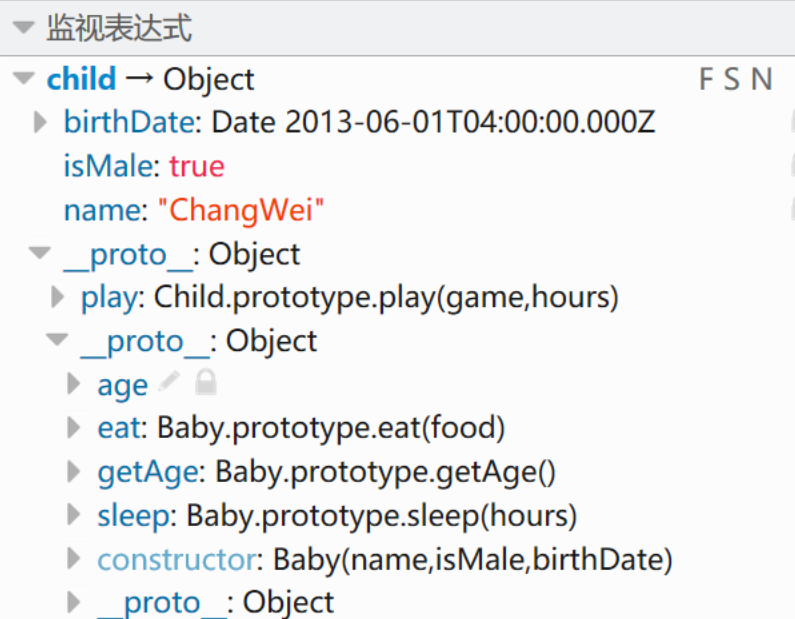 监视表达式
child → Object F S N
birthDate: Date 2013-06-01T04:00:00.000Z
isMale: true
name: "ChangWei"
__proto__: Object
play: Child.prototype.play(game,hours)
__proto__: Object
age
eat: Baby.prototype.eat(food)
getAge: Baby.prototype.getAge()
sleep: Baby.prototype.sleep(hours)
constructor: Baby(name,isMale,birthDate)
__proto__: Object